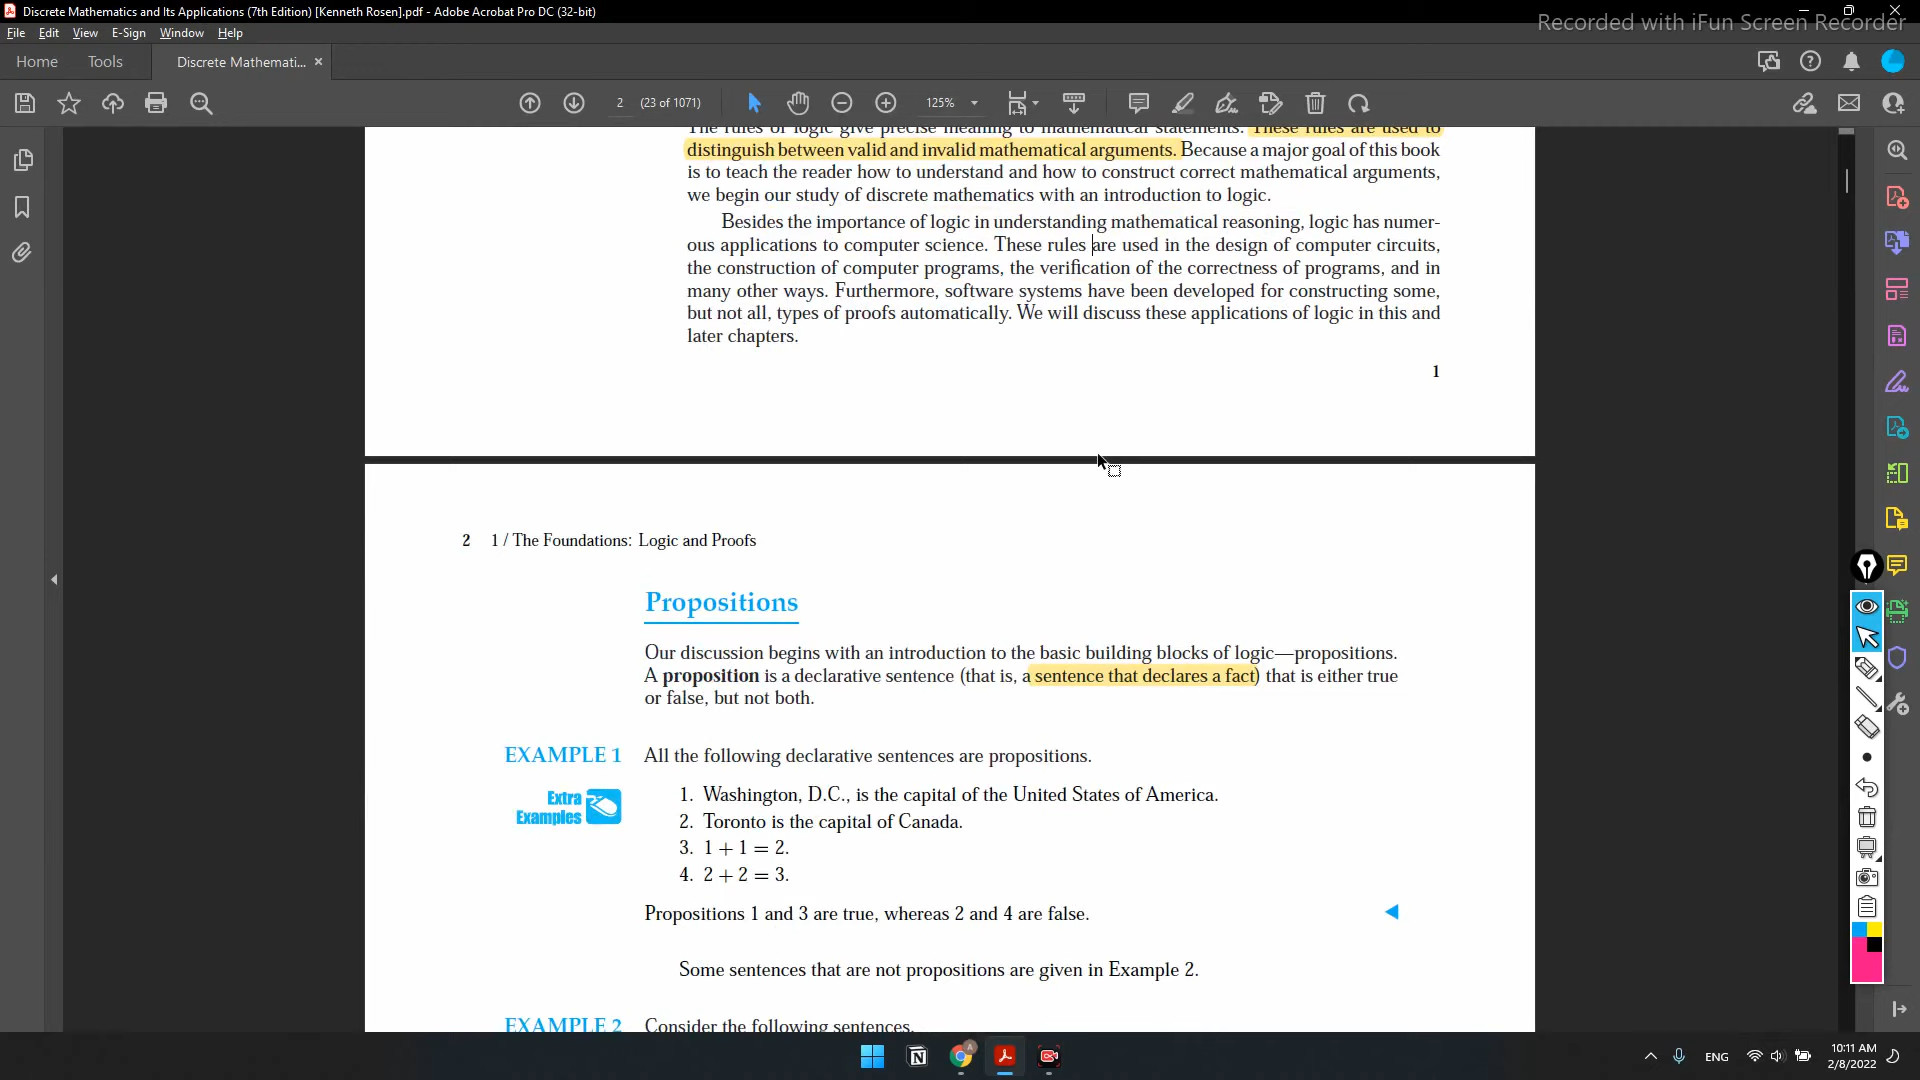 Discrete Mathematics and Its Applications (7th Edition) [Kenneth Rosen].pdf - Adobe Acrobat Pro DC (32-bit)
Recorded with iFun Screen Recorder
File Edit View E-Sign Window Help
Home Tools Discrete Mathemati... ×
2 (23 of 1071) 125%
The rules of logic give precise meaning to mathematical statements. These rules are used to
distinguish between valid and invalid mathematical arguments. Because a major goal of this book
is to teach the reader how to understand and how to construct correct mathematical arguments,
we begin our study of discrete mathematics with an introduction to logic.
Besides the importance of logic in understanding mathematical reasoning, logic has numer-
ous applications to computer science. These rules are used in the design of computer circuits,
the construction of computer programs, the verification of the correctness of programs, and in
many other ways. Furthermore, software systems have been developed for constructing some,
but not all, types of proofs automatically. We will discuss these applications of logic in this and
later chapters.
1
2 1 / The Foundations: Logic and Proofs
Propositions
Our discussion begins with an introduction to the basic building blocks of logic—propositions.
A proposition is a declarative sentence (that is, a sentence that declares a fact) that is either true
or false, but not both.
EXAMPLE 1 All the following declarative sentences are propositions.
Extra
Examples
1. Washington, D.C., is the capital of the United States of America.
2. Toronto is the capital of Canada.
3. 1 + 1 = 2.
4. 2 + 2 = 3.
Propositions 1 and 3 are true, whereas 2 and 4 are false.
Some sentences that are not propositions are given in Example 2.
EXAMPLE 2 Consider the following sentences.
ENG
10:11 AM
2/8/2022